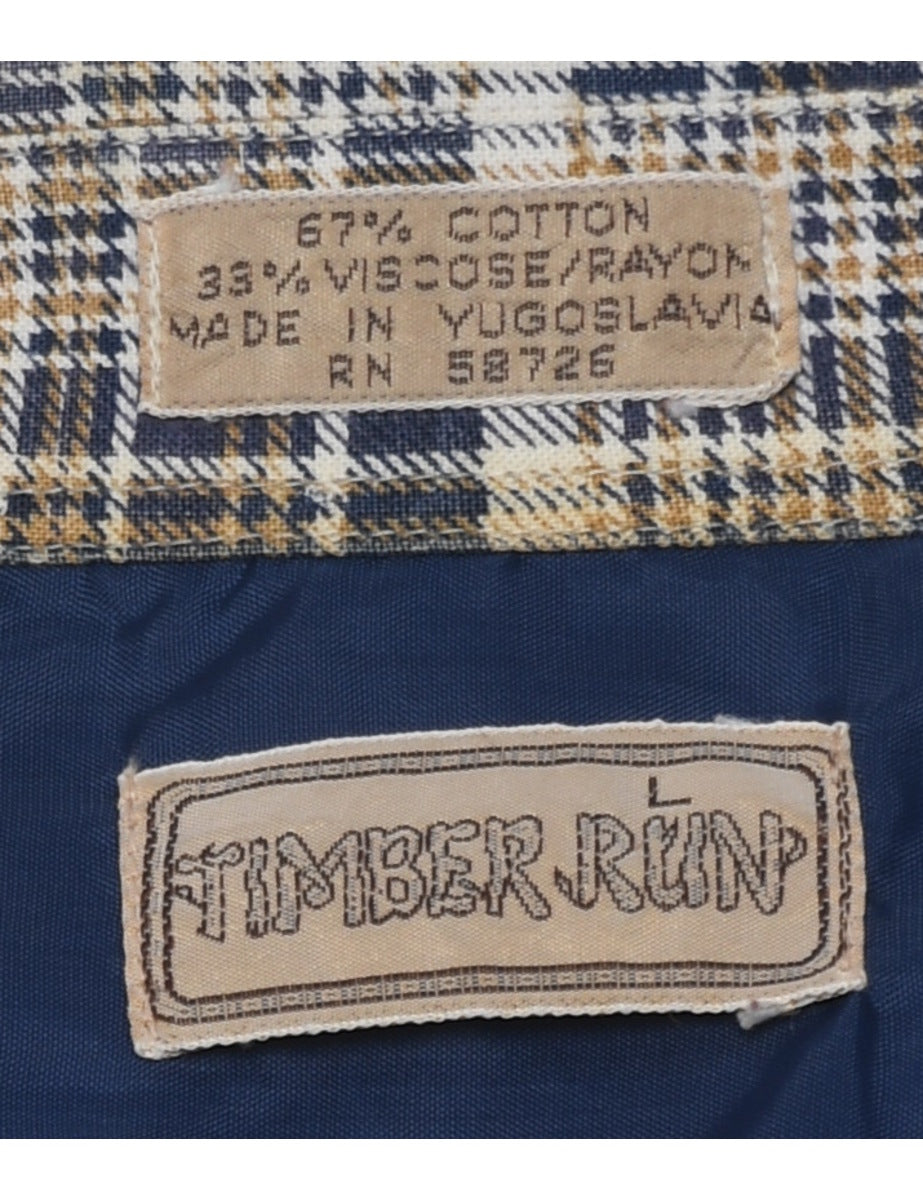 67% COTTON
33% VISCOSE/RAYON
MADE IN YUGOSLAVIA
RN 58726
L
TIMBER RUN